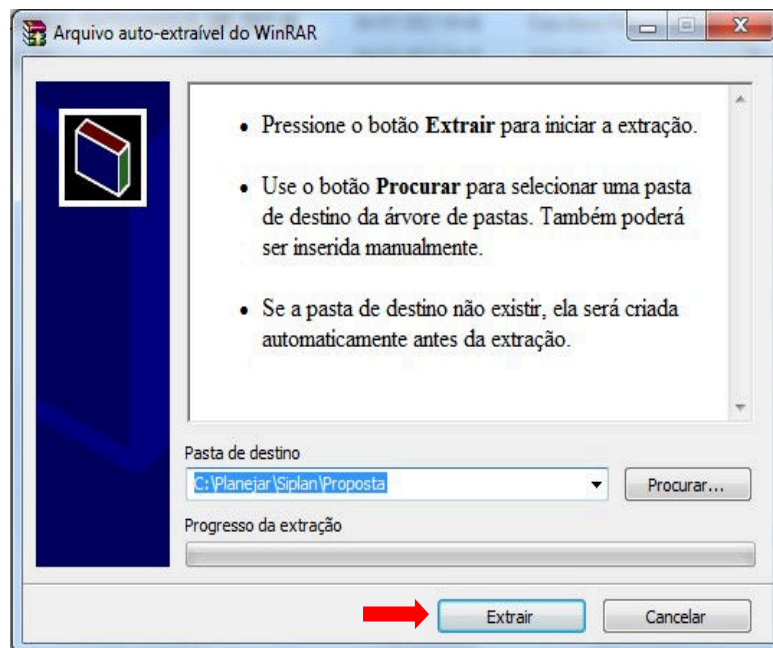 Arquivo auto-extraível do WinRAR
• Pressione o botão Extrair para iniciar a extração.
• Use o botão Procurar para selecionar uma pasta
de destino da árvore de pastas. Também poderá
ser inserida manualmente.
• Se a pasta de destino não existir, ela será criada
automaticamente antes da extração.
Pasta de destino
C:\Planejar\Siplan\Proposta
Procurar...
Progresso da extração
Extrair
Cancelar